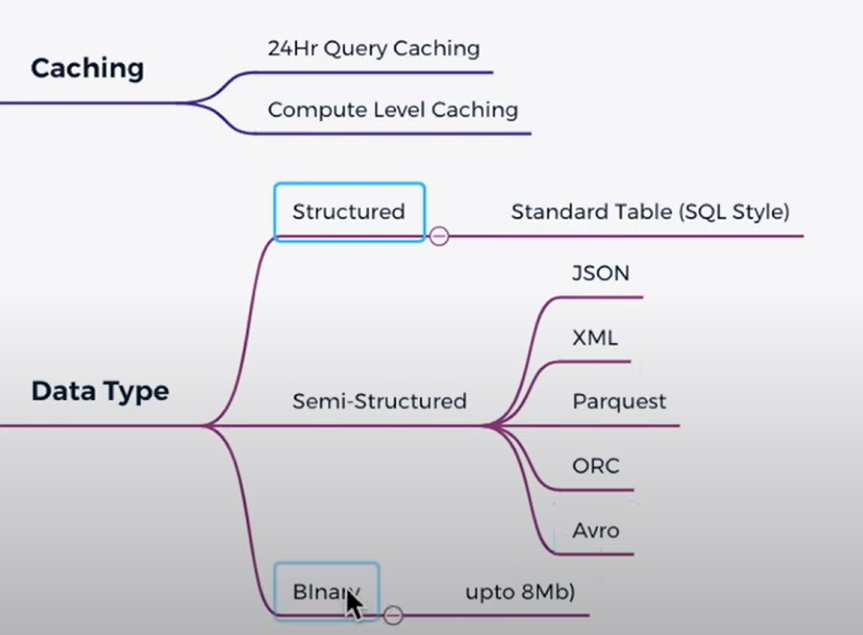 Caching
24Hr Query Caching
Compute Level Caching
Data Type
Structured
Standard Table (SQL Style)
Semi-Structured
JSON
XML
Parquest
ORC
Avro
BInary
upto 8Mb)